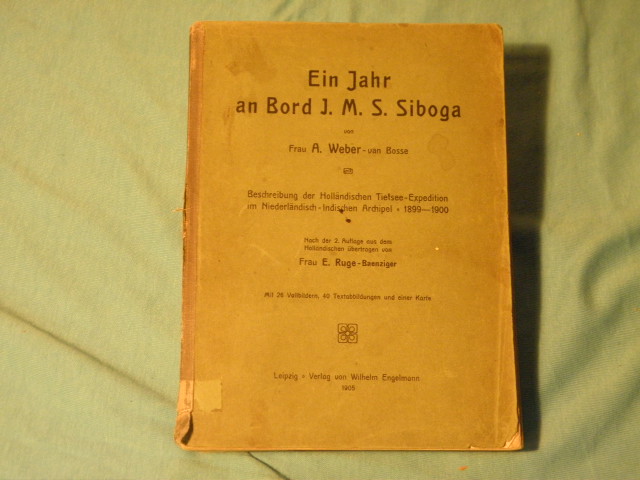 Ein Jahr
an Bord J. M. S. Siboga
von
Frau A. Weber-van Bosse
Beschreibung der Holländischen Tiefsee-Expedition
im Niederländisch-Indischen Archipel • 1899—1900
Nach der 2. Auflage aus dem
Holländischen übertragen von
Frau E. Ruge-Baenziger
Mit 26 Vollbildern, 40 Textabbildungen und einer Karte
Leipzig • Verlag von Wilhelm Engelmann
1905